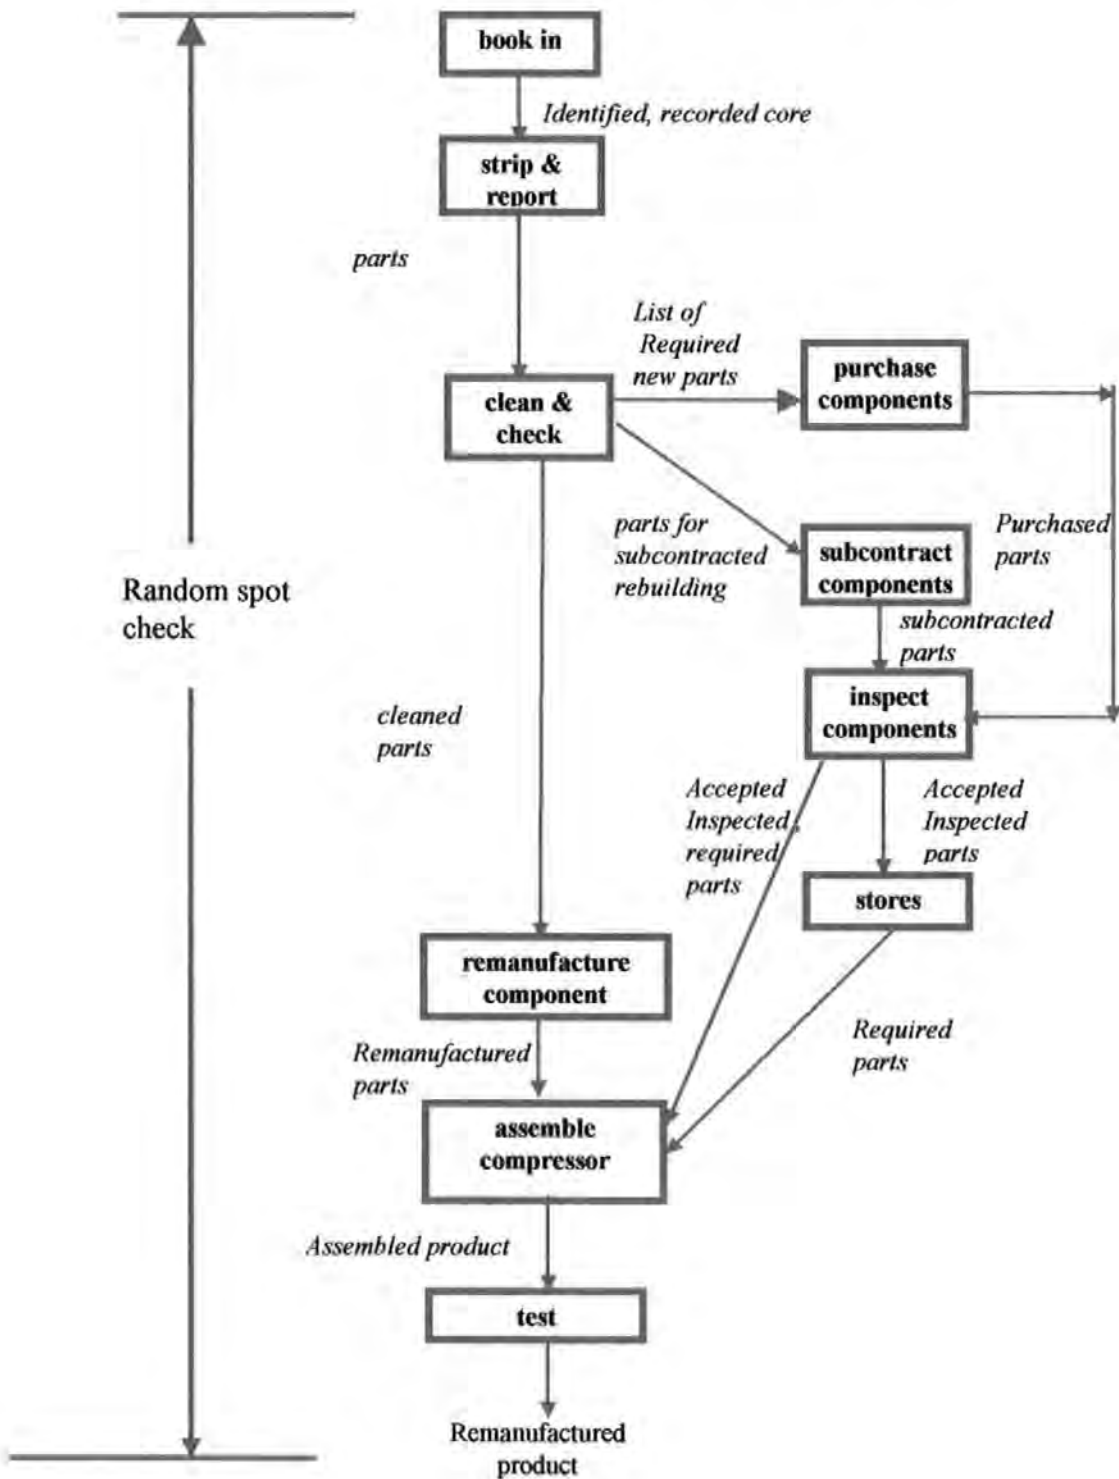 book in
Identified, recorded core
strip &
report
parts
List of
Required
new parts
purchase
components
clean &
check
parts for
subcontracted
rebuilding
Purchased
parts
subcontract
components
subcontracted
parts
Random spot
check
inspect
components
cleaned
parts
Accepted
Inspected,
required
parts
Accepted
Inspected
parts
stores
remanufacture
component
Required
parts
Remanufactured
parts
assemble
compressor
Assembled product
test
Remanufactured
product